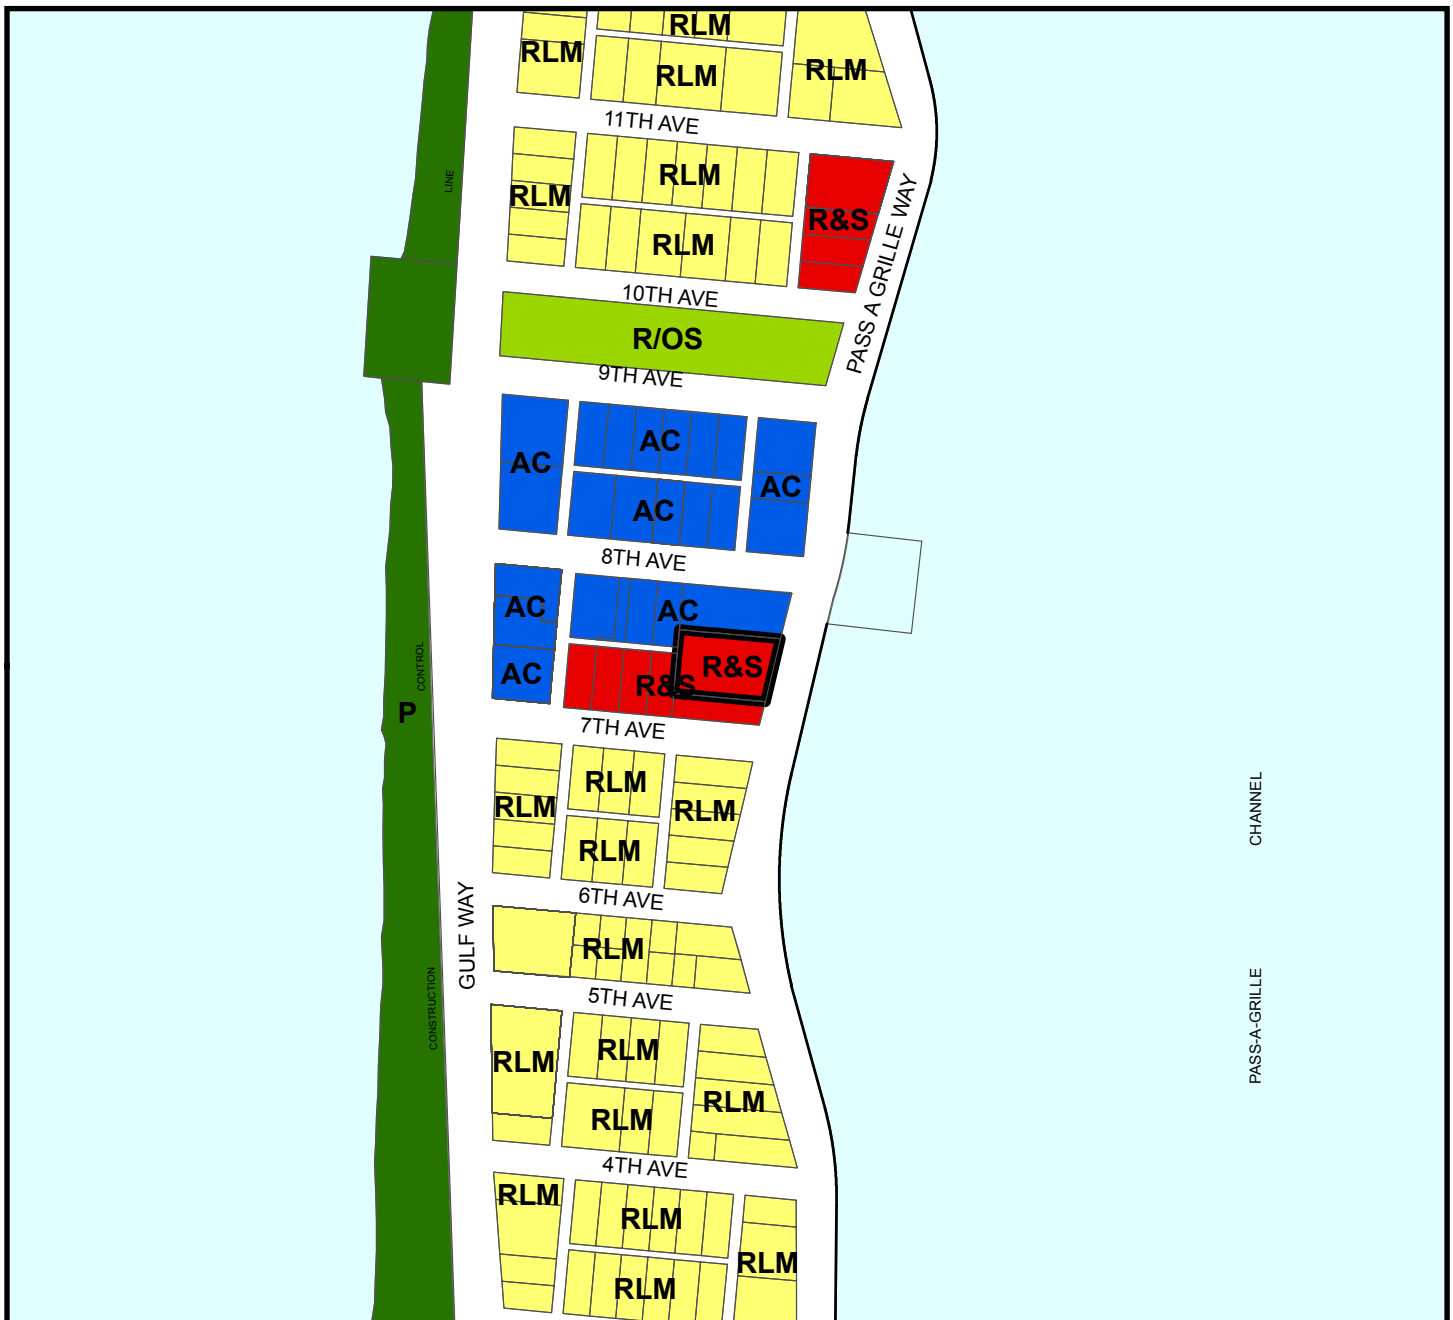 RLM
RLM
RLM
RLM
11TH AVE
RLM
LINE
RLM
R&S
RLM
PASS A GRILLE WAY
10TH AVE
R/OS
9TH AVE
AC
AC
AC
AC
8TH AVE
AC
AC
CONTROL
R&S
AC
R&S
P
7TH AVE
RLM
RLM
RLM
CHANNEL
RLM
6TH AVE
GULF WAY
RLM
5TH AVE
CONSTRUCTION
PASS-A-GRILLE
RLM
RLM
RLM
RLM
4TH AVE
RLM
RLM
RLM
RLM